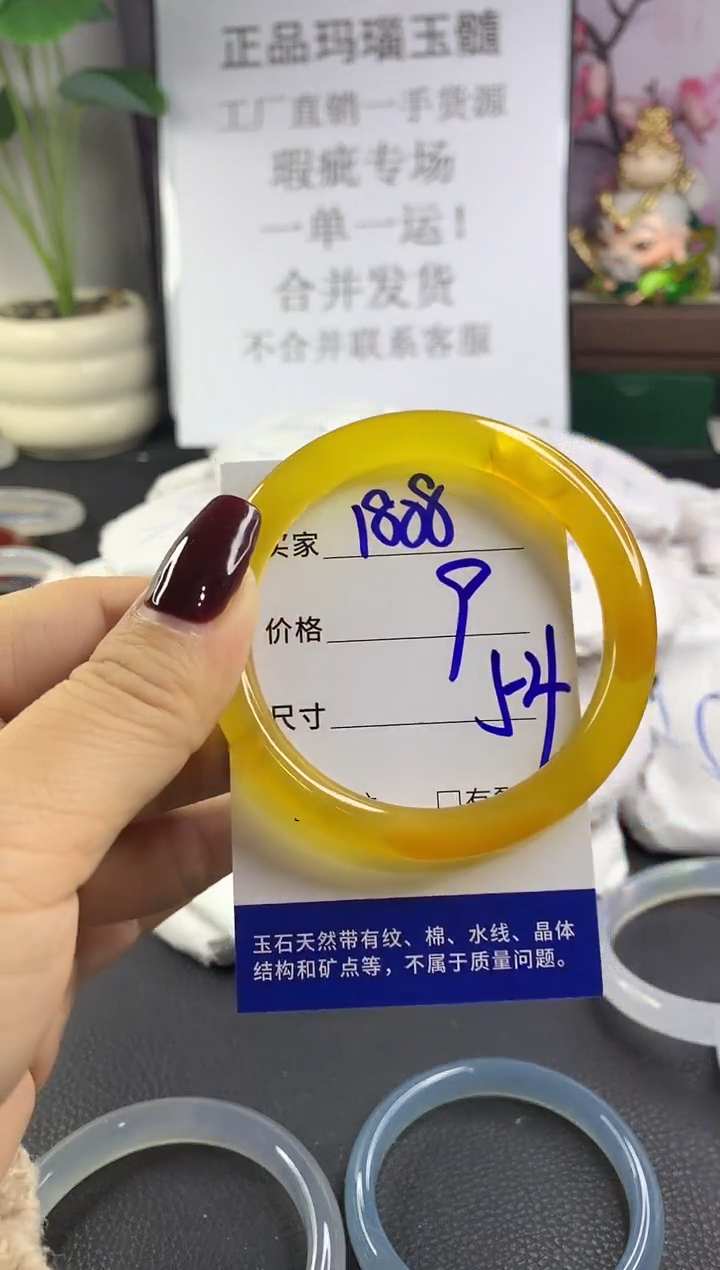 正品玛瑙玉髓
工厂直销一手货源
瑕疵专场
一单一运！
合并发货
不合并联系客服
买家 1808
价格 9
尺寸 54
□有
玉石天然带有纹、棉、水线、晶体
结构和矿点等，不属于质量问题。